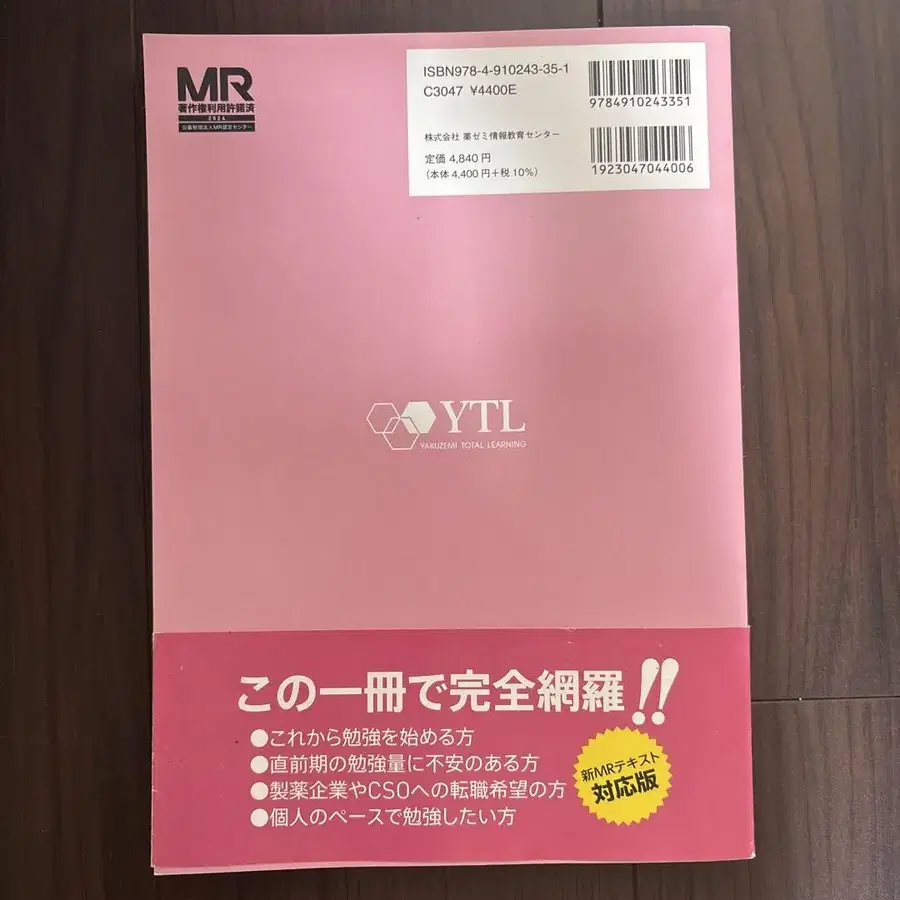 MR
著作権利用許諾済
2024
公益財団法人MR認定センター
ISBN978-4-910243-35-1
C3047 ¥4400E
9784910243351
株式会社 薬ゼミ情報教育センター
定価 4,840 円
(本体 4,400 円+税 10%)
1923047044006
YTL
YAKUZEMI TOTAL LEARNING
この一冊で完全網羅!!
●これから勉強を始める方
●直前期の勉強量に不安のある方
●製薬企業やCSOへの転職希望の方
●個人のペースで勉強したい方
新MRテキスト
対応版